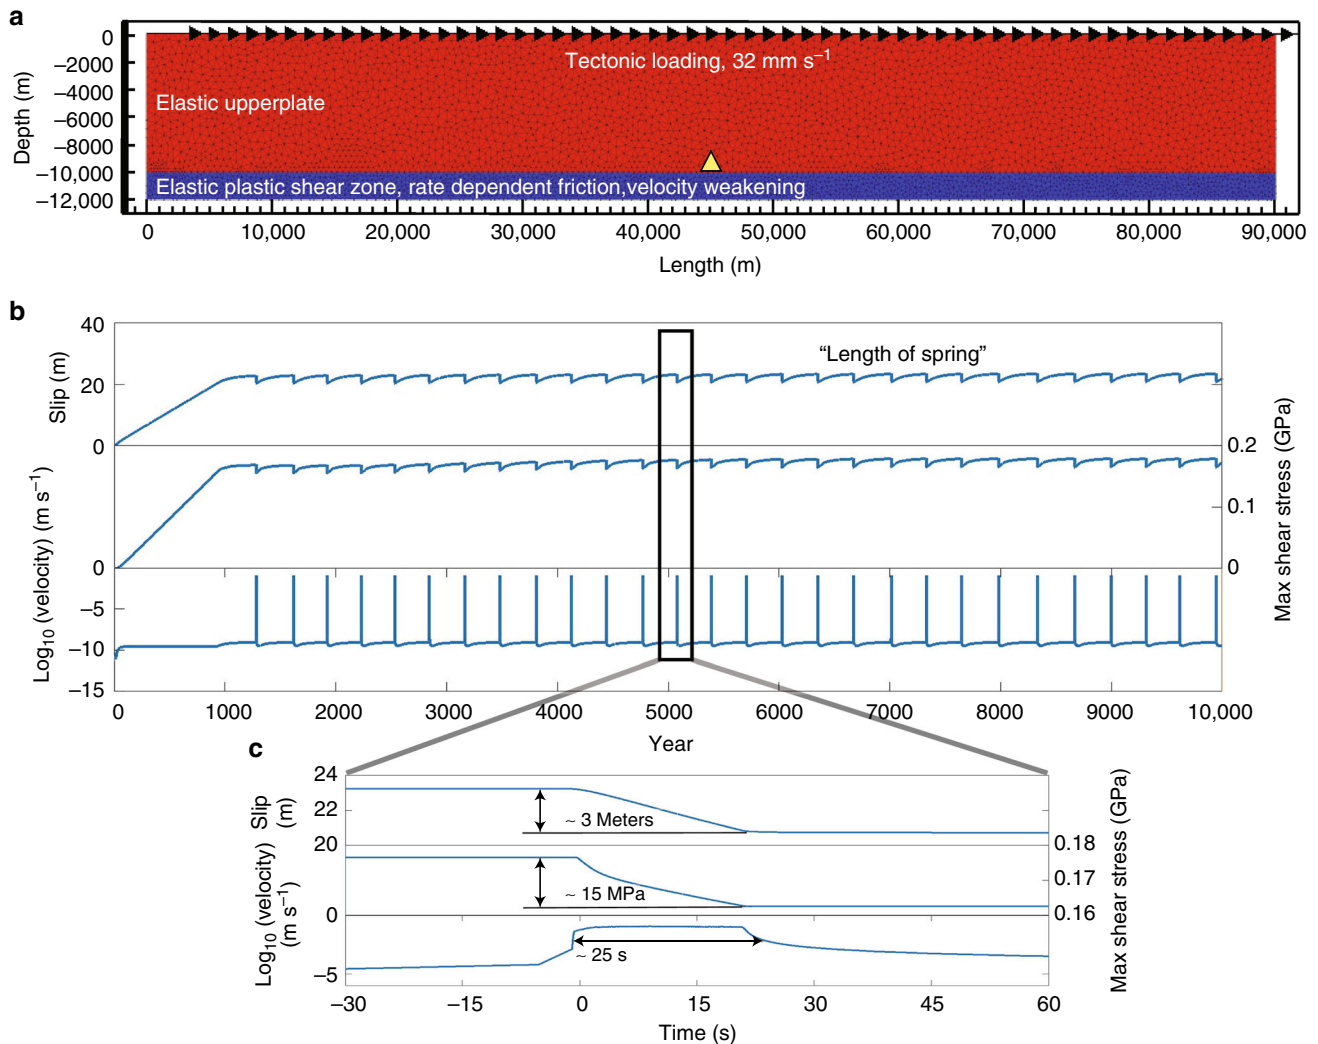 a
Depth (m)
0
−2000
−4000
−6000
−8000
−10,000
−12,000
Tectonic loading, 32 mm s−1
Elastic upperplate
Elastic plastic shear zone, rate dependent friction,velocity weakening
0 10,000 20,000 30,000 40,000 50,000 60,000 70,000 80,000 90,000
Length (m)
b
Slip (m)
40
20
0
“Length of spring”
Log10 (velocity) (m s−1)
0
−5
−10
−15
0.2
0.1
0
Max shear stress (GPa)
0 1000 2000 3000 4000 5000 6000 7000 8000 9000 10,000
Year
c
Slip
(m)
24
22
20
~ 3 Meters
Log10 (velocity)
(m s−1)
0
−5
~ 15 MPa
~ 25 s
0.18
0.17
0.16
Max shear stress (GPa)
−30 −15 0 15 30 45 60
Time (s)